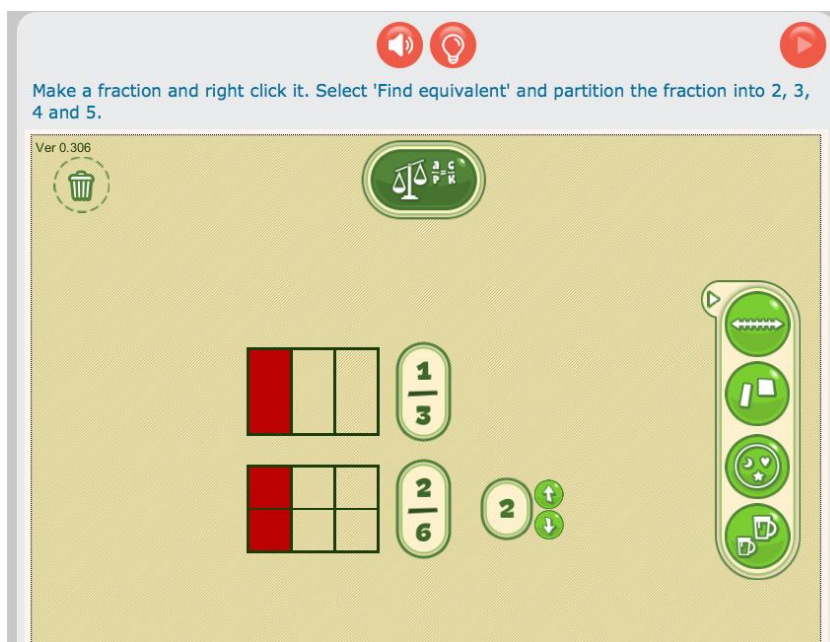 Make a fraction and right click it. Select 'Find equivalent' and partition the fraction into 2, 3,
4 and 5.
Ver 0.306
a/P = c/K
1
3
2
6
2